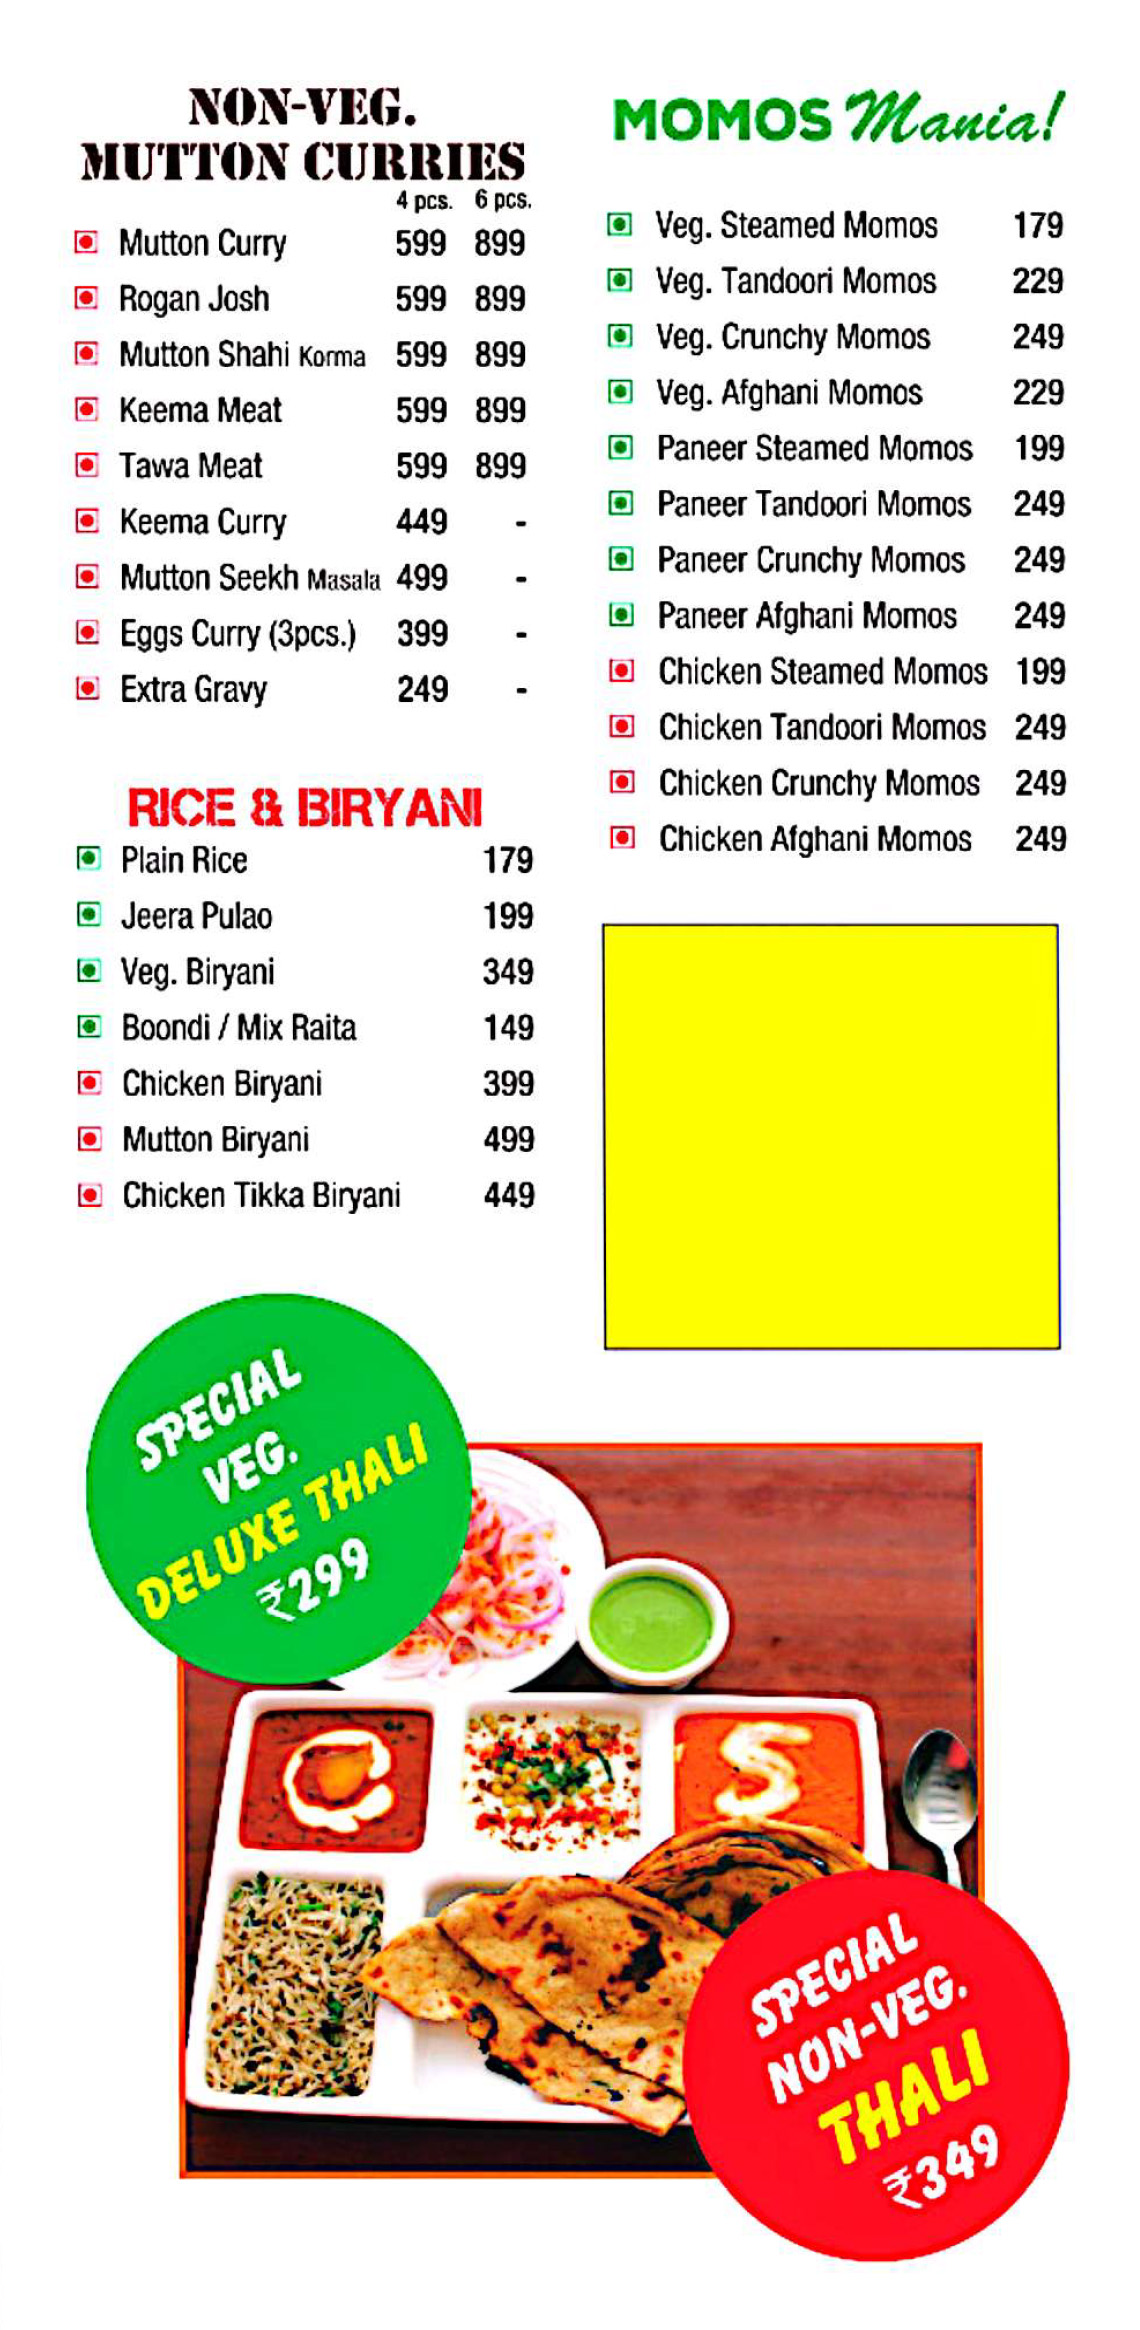 NON-VEG.
MUTTON CURRIES
4 pcs. 6 pcs.
Mutton Curry 599 899
Rogan Josh 599 899
Mutton Shahi Korma 599 899
Keema Meat 599 899
Tawa Meat 599 899
Keema Curry 449 -
Mutton Seekh Masala 499 -
Eggs Curry (3pcs.) 399 -
Extra Gravy 249 -
RICE & BIRYANI
Plain Rice 179
Jeera Pulao 199
Veg. Biryani 349
Boondi / Mix Raita 149
Chicken Biryani 399
Mutton Biryani 499
Chicken Tikka Biryani 449
MOMOS Mania!
Veg. Steamed Momos 179
Veg. Tandoori Momos 229
Veg. Crunchy Momos 249
Veg. Afghani Momos 229
Paneer Steamed Momos 199
Paneer Tandoori Momos 249
Paneer Crunchy Momos 249
Paneer Afghani Momos 249
Chicken Steamed Momos 199
Chicken Tandoori Momos 249
Chicken Crunchy Momos 249
Chicken Afghani Momos 249
SPECIAL
VEG.
DELUXE THALI
₹299
SPECIAL
NON-VEG.
THALI
₹349